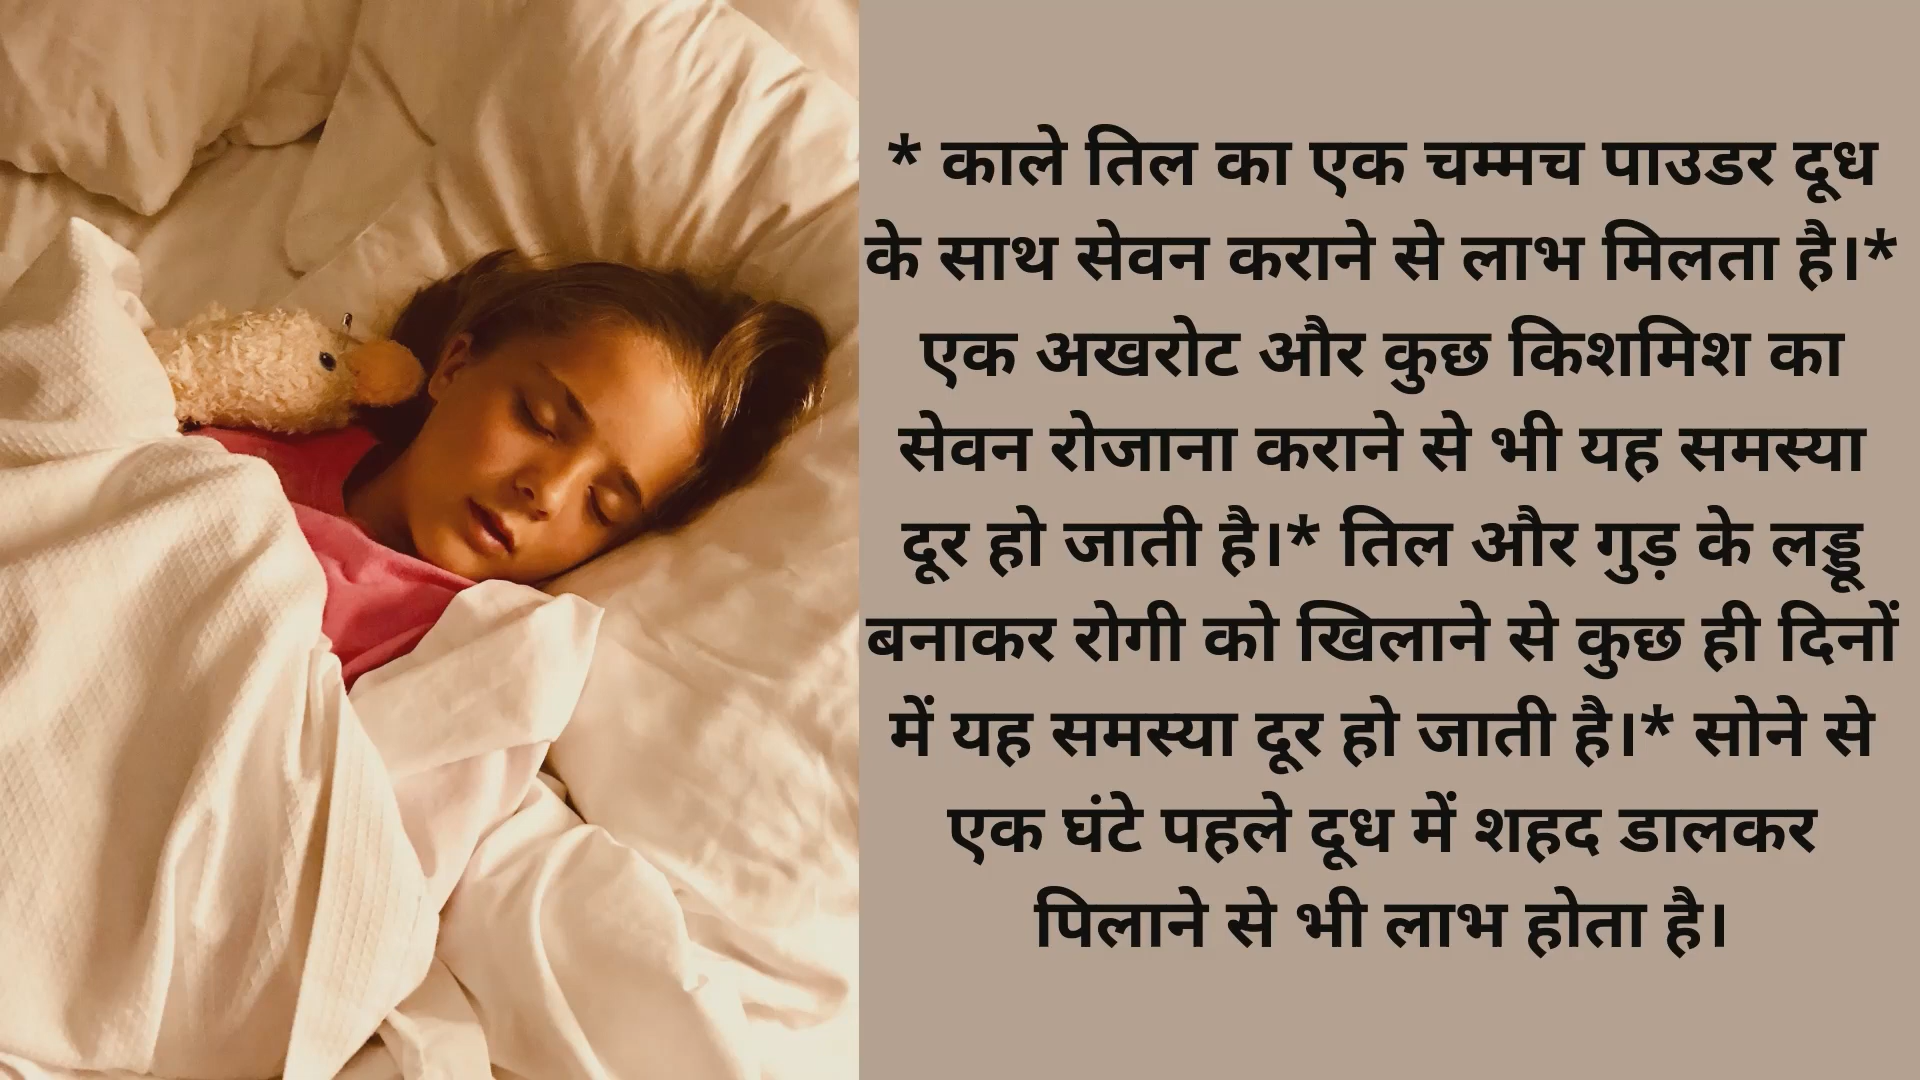 * काले तिल का एक चम्मच पाउडर दूध
के साथ सेवन कराने से लाभ मिलता है।*
एक अखरोट और कुछ किशमिश का
सेवन रोजाना कराने से भी यह समस्या
दूर हो जाती है।* तिल और गुड़ के लड्डू
बनाकर रोगी को खिलाने से कुछ ही दिनों
में यह समस्या दूर हो जाती है।* सोने से
एक घंटे पहले दूध में शहद डालकर
पिलाने से भी लाभ होता है।